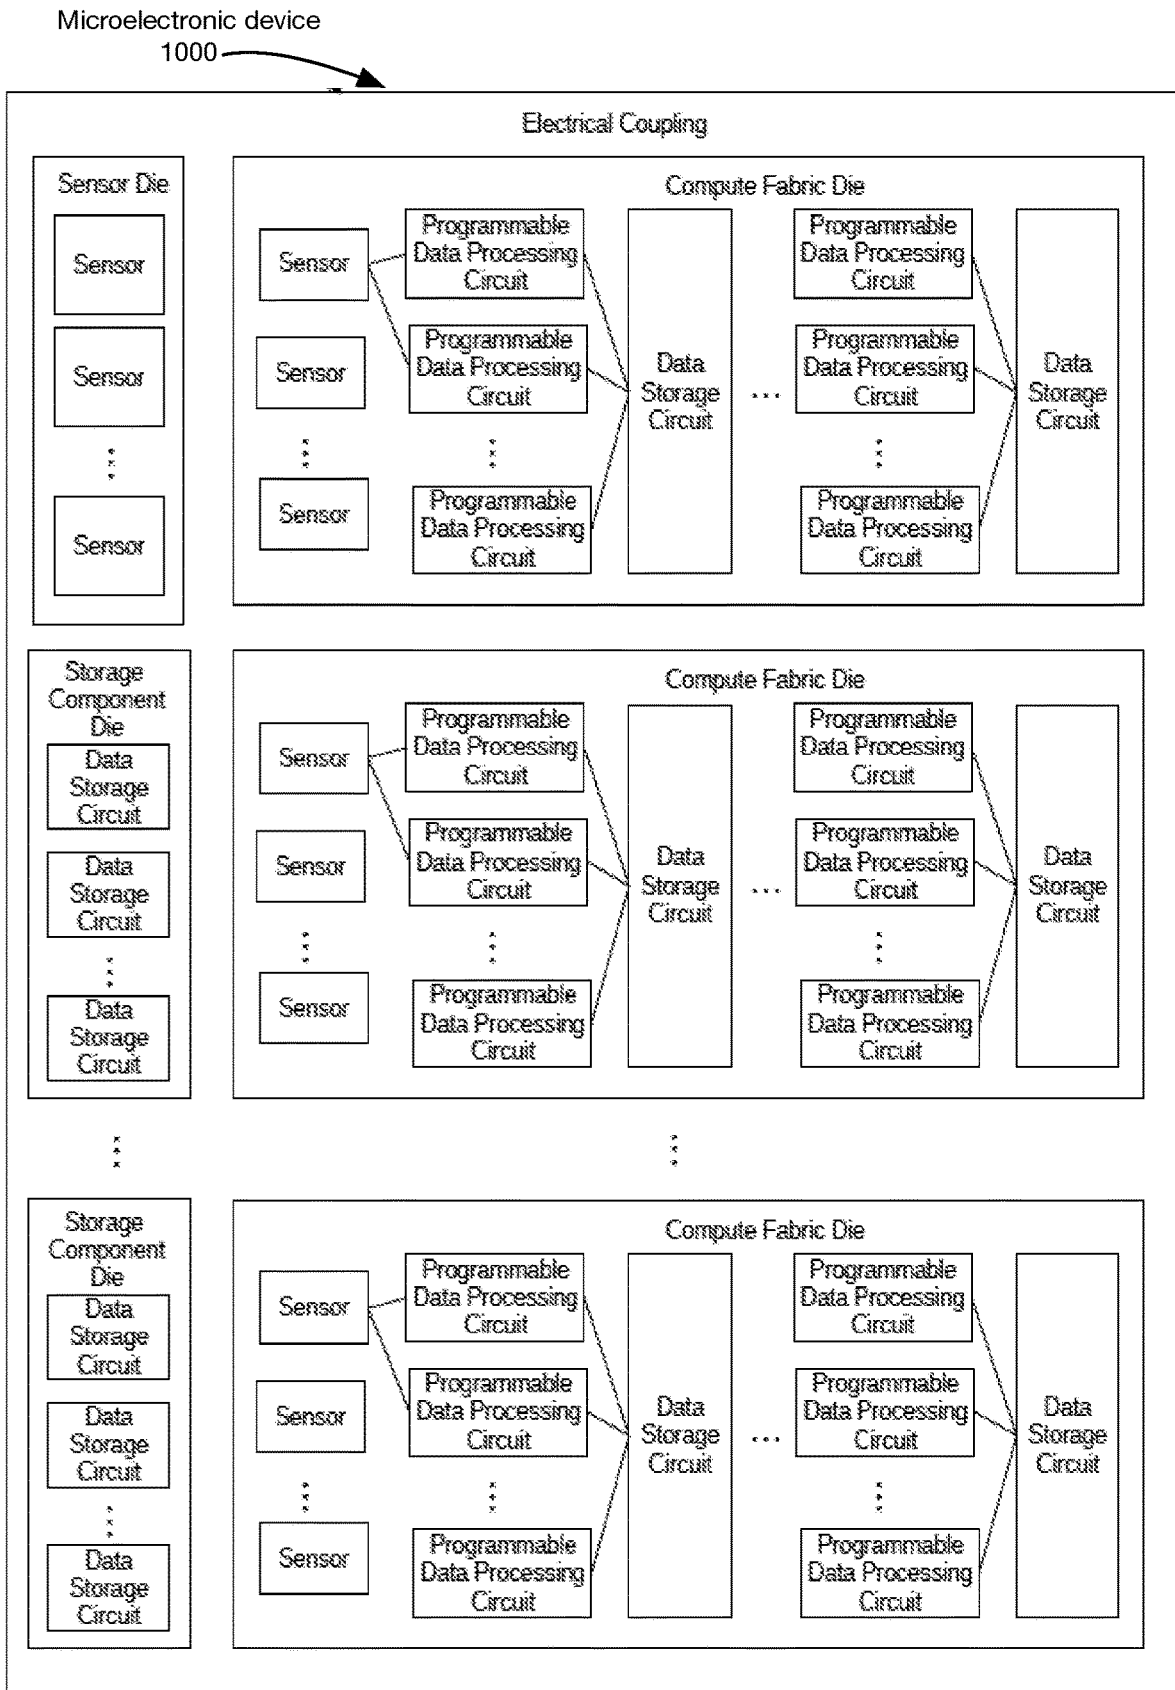 Microelectronic device
1000
Electrical Coupling
Sensor Die
Sensor
Sensor
Sensor
Compute Fabric Die
Sensor
Sensor
Sensor
Programmable
Data Processing
Circuit
Programmable
Data Processing
Circuit
Programmable
Data Processing
Circuit
Data
Storage
Circuit
...
Programmable
Data Processing
Circuit
Programmable
Data Processing
Circuit
Programmable
Data Processing
Circuit
Data
Storage
Circuit
Storage
Component
Die
Data
Storage
Circuit
Data
Storage
Circuit
Data
Storage
Circuit
Compute Fabric Die
Sensor
Sensor
Sensor
Programmable
Data Processing
Circuit
Programmable
Data Processing
Circuit
Programmable
Data Processing
Circuit
Data
Storage
Circuit
...
Programmable
Data Processing
Circuit
Programmable
Data Processing
Circuit
Programmable
Data Processing
Circuit
Data
Storage
Circuit
Storage
Component
Die
Data
Storage
Circuit
Data
Storage
Circuit
Data
Storage
Circuit
Compute Fabric Die
Sensor
Sensor
Sensor
Programmable
Data Processing
Circuit
Programmable
Data Processing
Circuit
Programmable
Data Processing
Circuit
Data
Storage
Circuit
...
Programmable
Data Processing
Circuit
Programmable
Data Processing
Circuit
Programmable
Data Processing
Circuit
Data
Storage
Circuit